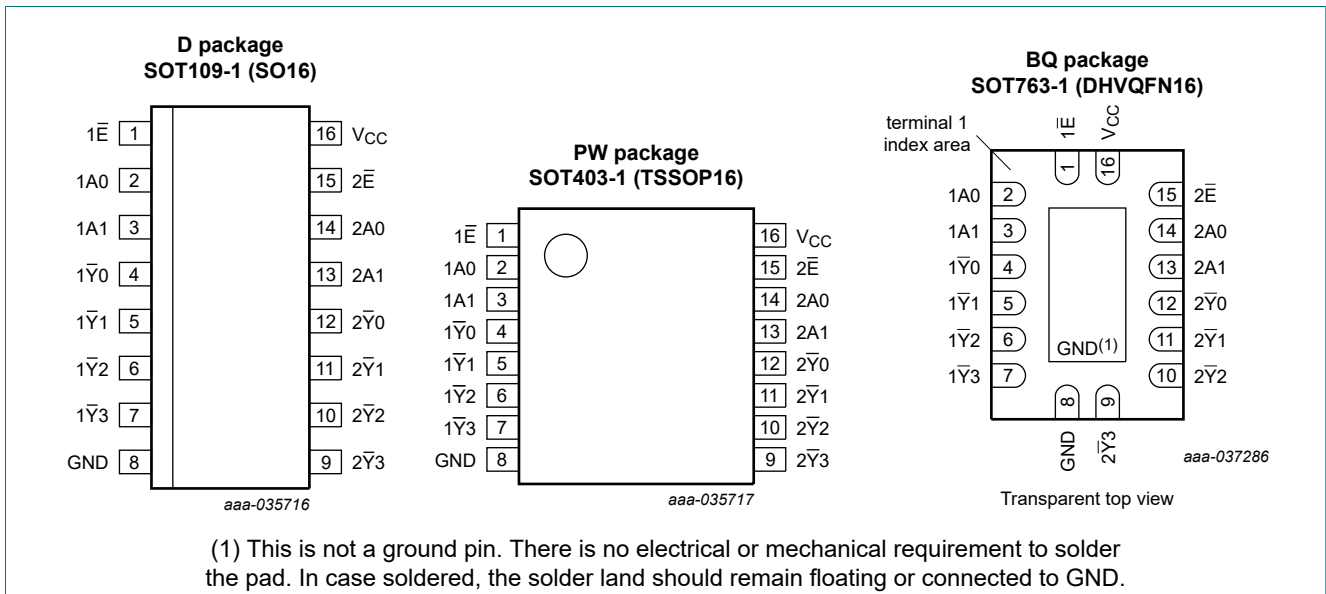 D package
SOT109-1 (SO16)
1E̅ 1
1A0 2
1A1 3
1Y̅0 4
1Y̅1 5
1Y̅2 6
1Y̅3 7
GND 8
16 VCC
15 2E̅
14 2A0
13 2A1
12 2Y̅0
11 2Y̅1
10 2Y̅2
9 2Y̅3
aaa-035716
PW package
SOT403-1 (TSSOP16)
1E̅ 1
1A0 2
1A1 3
1Y̅0 4
1Y̅1 5
1Y̅2 6
1Y̅3 7
GND 8
16 VCC
15 2E̅
14 2A0
13 2A1
12 2Y̅0
11 2Y̅1
10 2Y̅2
9 2Y̅3
aaa-035717
BQ package
SOT763-1 (DHVQFN16)
terminal 1
index area
1E̅ 1
VCC 16
1A0 2
1A1 3
1Y̅0 4
1Y̅1 5
1Y̅2 6
1Y̅3 7
15 2E̅
14 2A0
13 2A1
12 2Y̅0
11 2Y̅1
10 2Y̅2
GND(1)
8 GND
9 2Y̅3
aaa-037286
Transparent top view
(1) This is not a ground pin. There is no electrical or mechanical requirement to solder
the pad. In case soldered, the solder land should remain floating or connected to GND.